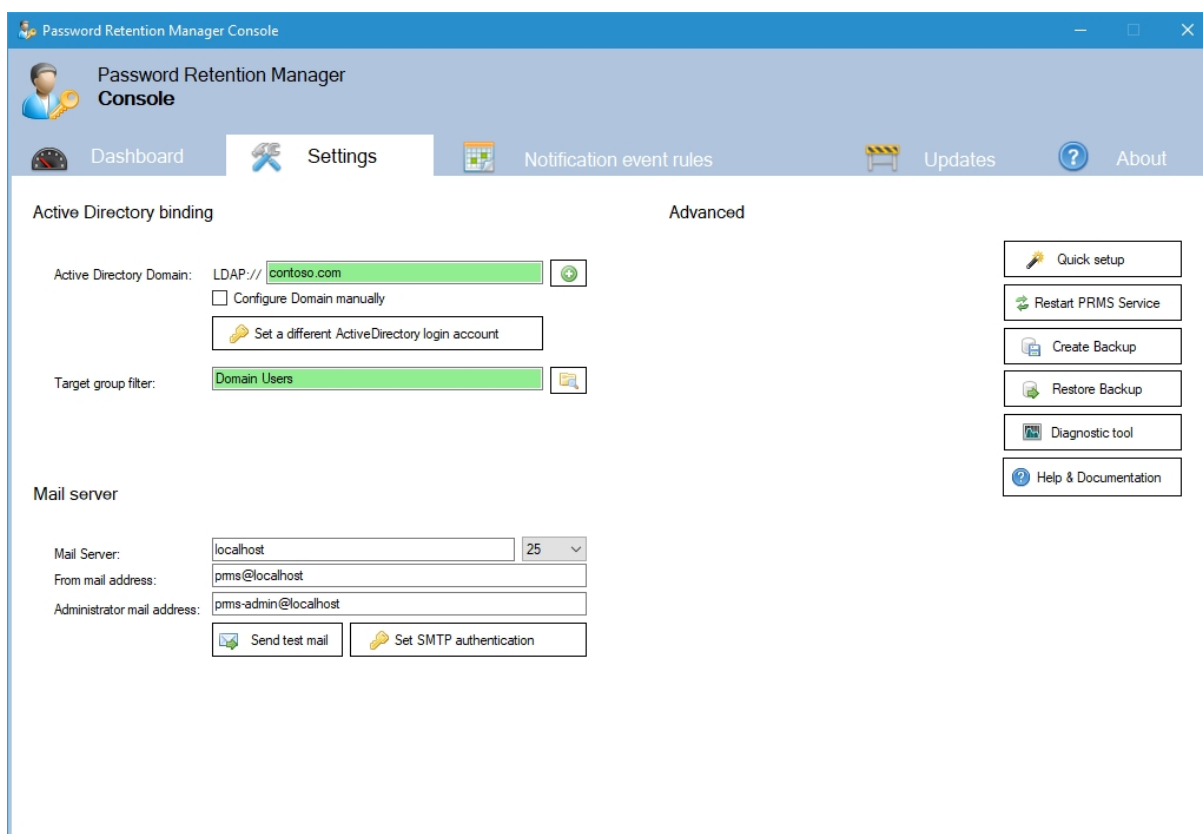 Password Retention Manager Console
Password Retention Manager
Console
Dashboard
Settings
Notification event rules
Updates
About
Active Directory binding
Active Directory Domain: LDAP:// contoso.com
Configure Domain manually
Set a different ActiveDirectory login account
Target group filter: Domain Users
Mail server
Mail Server: localhost 25
From mail address: prms@localhost
Administrator mail address: prms-admin@localhost
Send test mail
Set SMTP authentication
Advanced
Quick setup
Restart PRMS Service
Create Backup
Restore Backup
Diagnostic tool
Help & Documentation